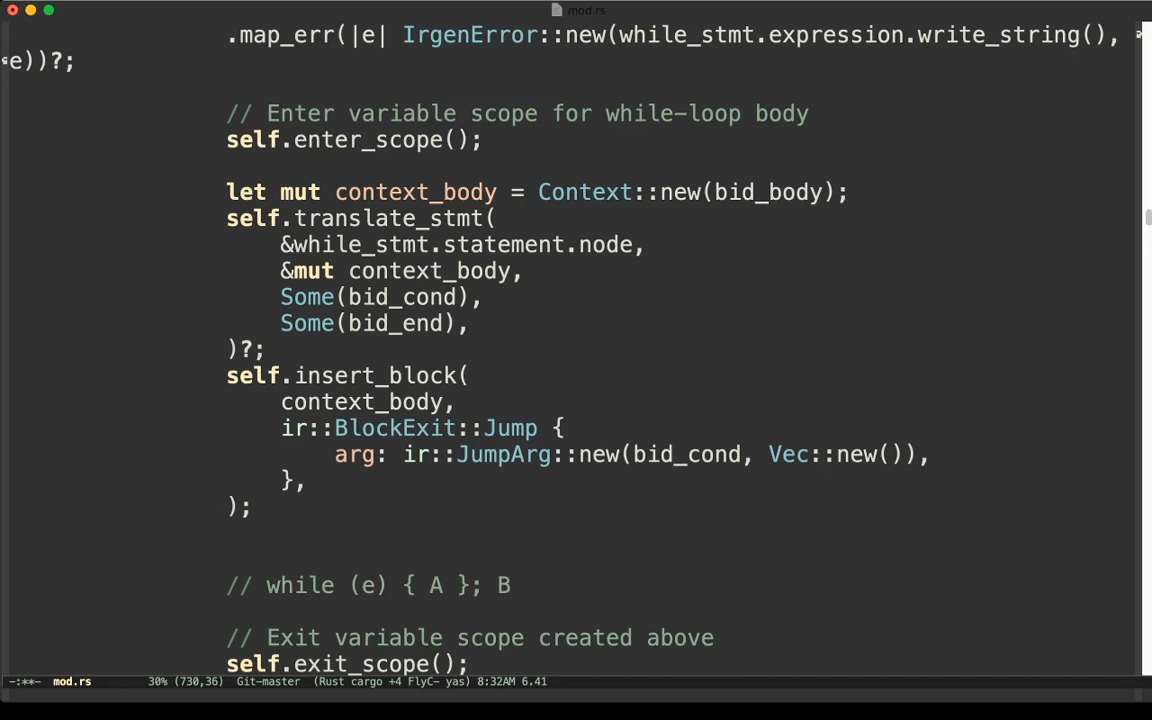 mod.rs
.map_err(|e| IrgenError::new(while_stmt.expression.write_string(),
e))?;
// Enter variable scope for while-loop body
self.enter_scope();
let mut context_body = Context::new(bid_body);
self.translate_stmt(
&while_stmt.statement.node,
&mut context_body,
Some(bid_cond),
Some(bid_end),
)?;
self.insert_block(
context_body,
ir::BlockExit::Jump {
arg: ir::JumpArg::new(bid_cond, Vec::new()),
},
);
// while (e) { A }; B
// Exit variable scope created above
self.exit_scope();
-:**- mod.rs 30% (730,36) Git-master (Rust cargo +4 FlyC- yas) 8:32AM 6.41